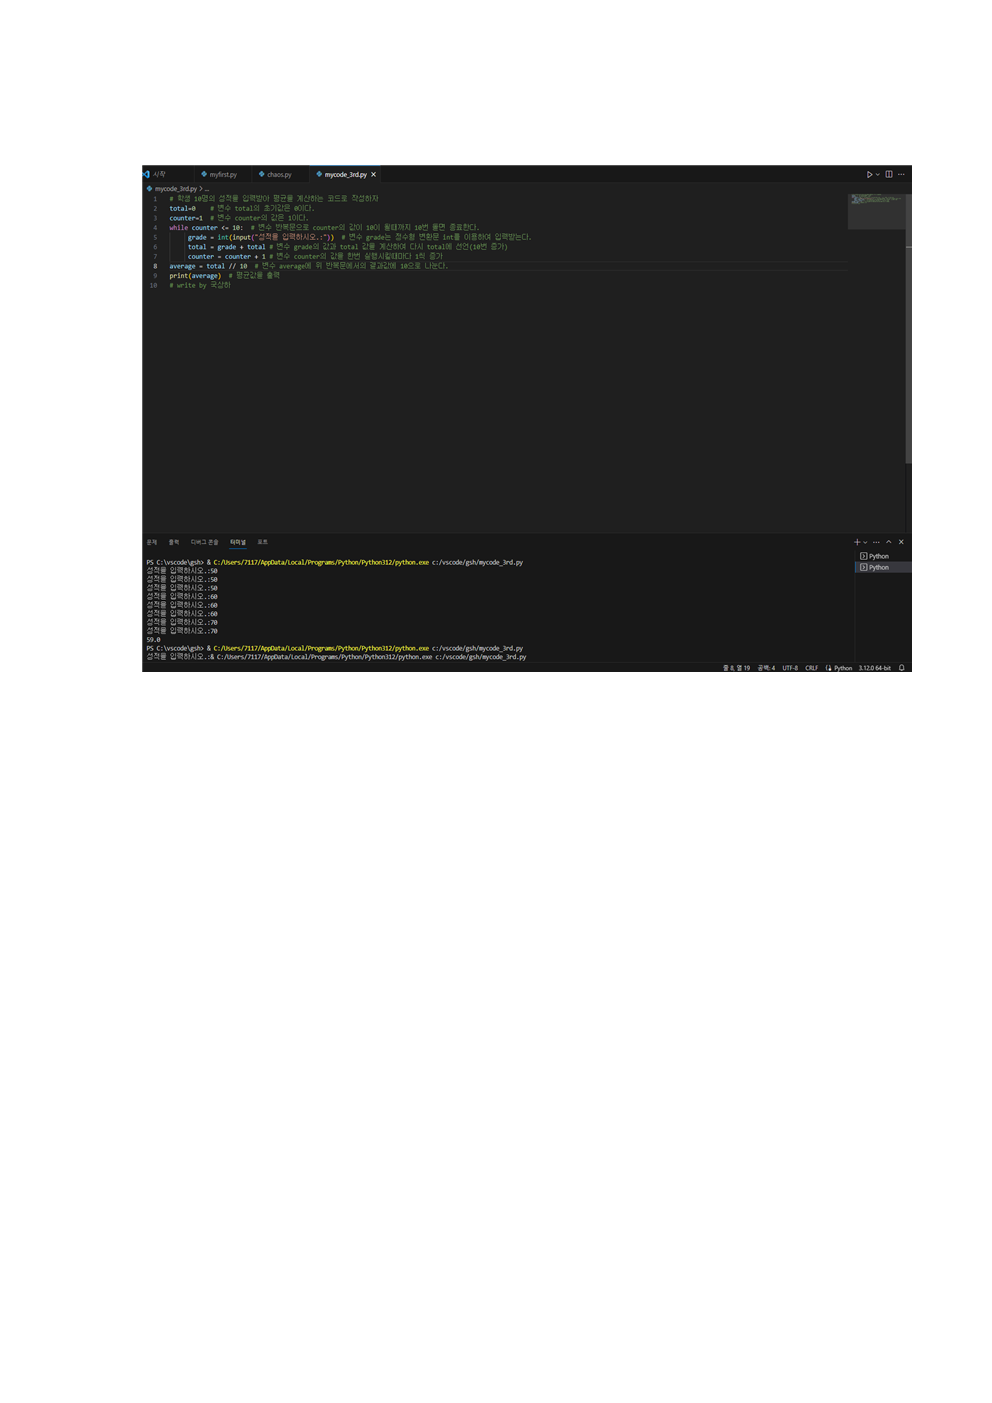 시작 myfirst.py chaos.py mycode_3rd.py
mycode_3rd.py > ...
1 # 학생 10명의 성적을 입력받아 평균을 계산하는 코드로 작성하자
2 total=0 # 변수 total의 초기값은 0이다.
3 counter=1 # 변수 counter의 값은 1이다.
4 while counter <= 10: # 변수 반복문으로 counter의 값이 10이 될때까지 10번 돌면 종료한다.
5 grade = int(input("성적을 입력하시오.:")) # 변수 grade는 정수형 변환문 int를 이용하여 입력받는다.
6 total = grade + total # 변수 grade의 값과 total 값을 계산하여 다시 total에 선언(10번 증가)
7 counter = counter + 1 # 변수 counter의 값을 한번 실행시킬때마다 1씩 증가
8 average = total // 10 # 변수 average에 위 반복문에서의 결과값에 10으로 나눈다.
9 print(average) # 평균값을 출력
10 # write by 국삼하
문제 출력 디버그 콘솔 터미널 포트
Python
Python
PS C:\vscode\gsh> & C:/Users/7117/AppData/Local/Programs/Python/Python312/python.exe c:/vscode/gsh/mycode_3rd.py
성적을 입력하시오.:50
성적을 입력하시오.:50
성적을 입력하시오.:50
성적을 입력하시오.:60
성적을 입력하시오.:60
성적을 입력하시오.:60
성적을 입력하시오.:70
성적을 입력하시오.:70
59.0
PS C:\vscode\gsh> & C:/Users/7117/AppData/Local/Programs/Python/Python312/python.exe c:/vscode/gsh/mycode_3rd.py
성적을 입력하시오.:& C:/Users/7117/AppData/Local/Programs/Python/Python312/python.exe c:/vscode/gsh/mycode_3rd.py
줄 8, 열 19 공백: 4 UTF-8 CRLF Python 3.12.0 64-bit